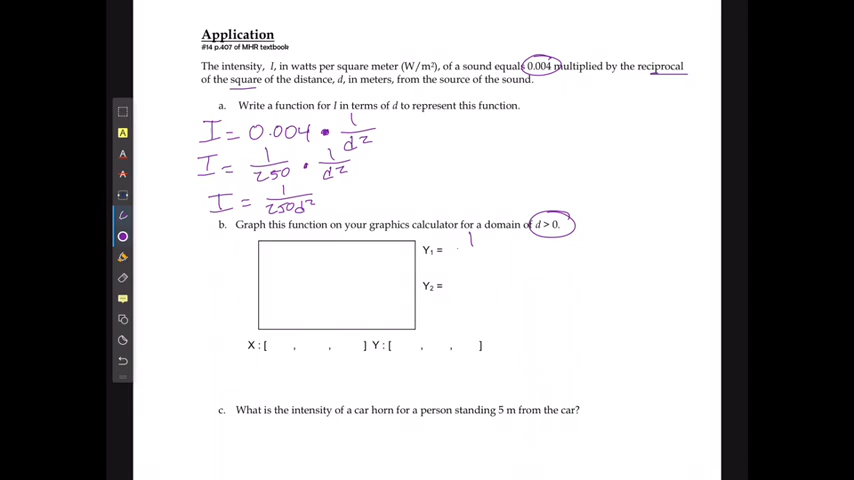 Application
#14 p.407 of MHR textbook
The intensity, I, in watts per square meter (W/m²), of a sound equals 0.004 multiplied by the reciprocal
of the square of the distance, d, in meters, from the source of the sound.
a. Write a function for I in terms of d to represent this function.
I = 0.004 • 1/d²
I = 1/250 • 1/d²
I = 1/250d²
b. Graph this function on your graphics calculator for a domain of d > 0.
Y₁ = 1
Y₂ =
X : [ , , ] Y : [ , , ]
c. What is the intensity of a car horn for a person standing 5 m from the car?